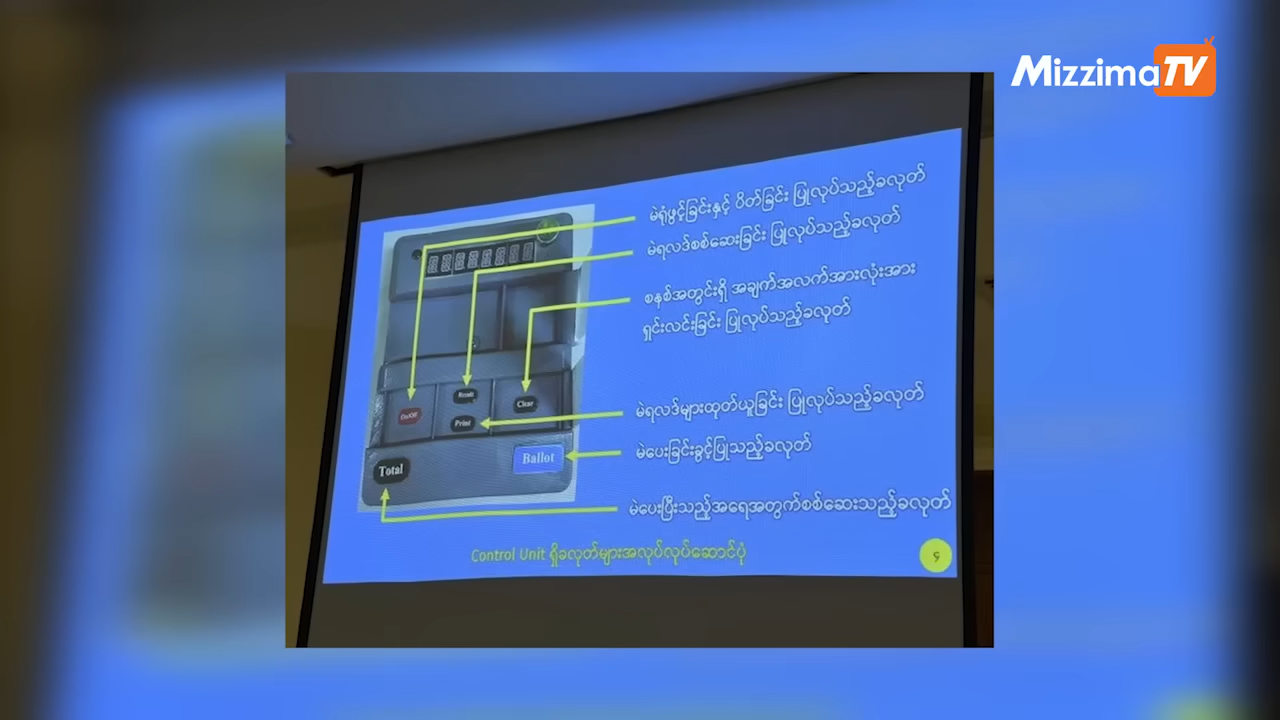 Mizzima TV
မဲရုံဖွင့်ခြင်းနှင့် ပိတ်ခြင်း ပြုလုပ်သည့်ခလုတ်
မဲရလဒ်စစ်ဆေးခြင်း ပြုလုပ်သည့်ခလုတ်
စနစ်အတွင်းရှိ အချက်အလက်အားလုံးအား
ရှင်းလင်းခြင်း ပြုလုပ်သည့်ခလုတ်
Result
Clear
On/Off
Print
မဲရလဒ်များထုတ်ယူခြင်း ပြုလုပ်သည့်ခလုတ်
Ballot
မဲပေးခြင်းခွင့်ပြုသည့်ခလုတ်
Total
မဲပေးပြီးသည့်အရေအတွက်စစ်ဆေးသည့်ခလုတ်
Control Unit ရှိခလုတ်များအလုပ်လုပ်ဆောင်ပုံ
၄